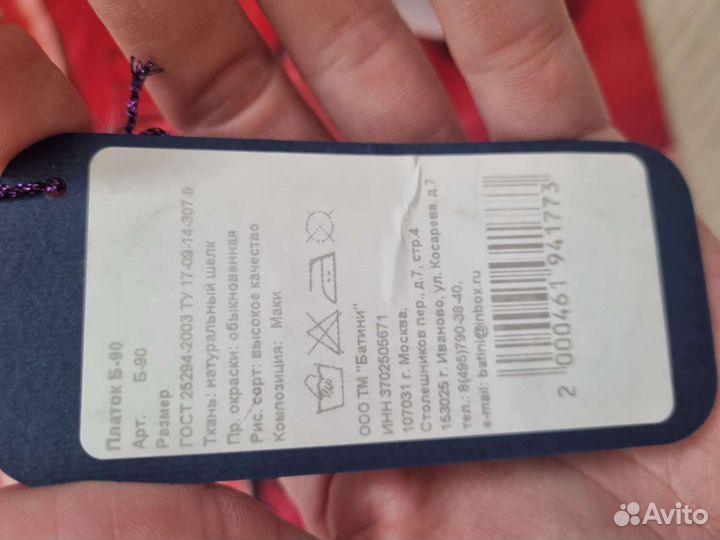 Платок Б-90
Арт: Б-90
Размер.
ГОСТ 25294-2003 ТУ 17-09-14-307-9
Ткань: натуральный шелк
Пр. окраски: обыкновенная
Рис. сорт: высокое качество
Композиция: Маки
ООО ТМ "Батини"
ИНН 3702505671
107031 г. Москва,
Столешников пер., д.7, стр.4
153025 г. Иваново, ул. Косарева, д.7
тел.: 8(495)790-38-40,
e-mail: batini@inbox.ru
2 000461 941773
Avito